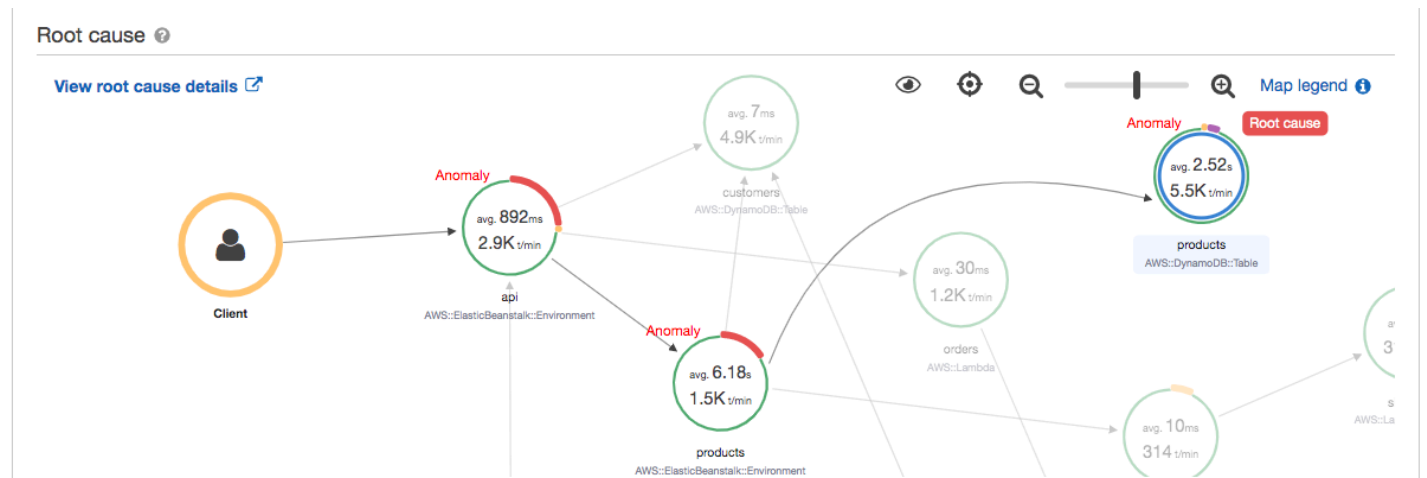 Root cause
View root cause details
Map legend
avg. 7ms
4.9K t/min
customers
AWS::DynamoDB::Table
Anomaly
Root cause
avg. 2.52s
5.5K t/min
products
AWS::DynamoDB::Table
Anomaly
avg. 892ms
2.9K t/min
api
AWS::ElasticBeanstalk::Environment
Client
avg. 30ms
1.2K t/min
orders
AWS::Lambda
Anomaly
avg. 6.18s
1.5K t/min
products
AWS::ElasticBeanstalk::Environment
avg. 10ms
314 t/min